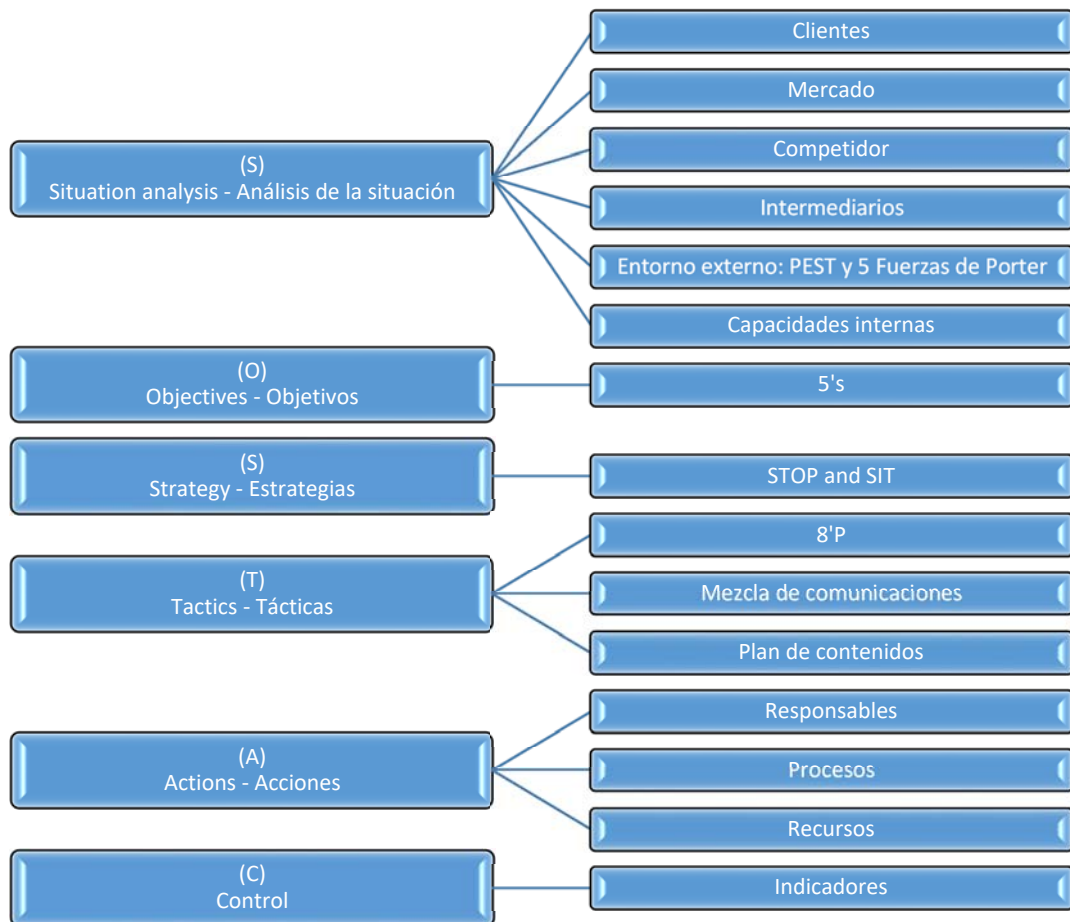 (S)
Situation analysis - Análisis de la situación
Clientes
Mercado
Competidor
Intermediarios
Entorno externo: PEST y 5 Fuerzas de Porter
Capacidades internas
(O)
Objectives - Objetivos
5's
(S)
Strategy - Estrategias
STOP and SIT
(T)
Tactics - Tácticas
8'P
Mezcla de comunicaciones
Plan de contenidos
(A)
Actions - Acciones
Responsables
Procesos
Recursos
(C)
Control
Indicadores